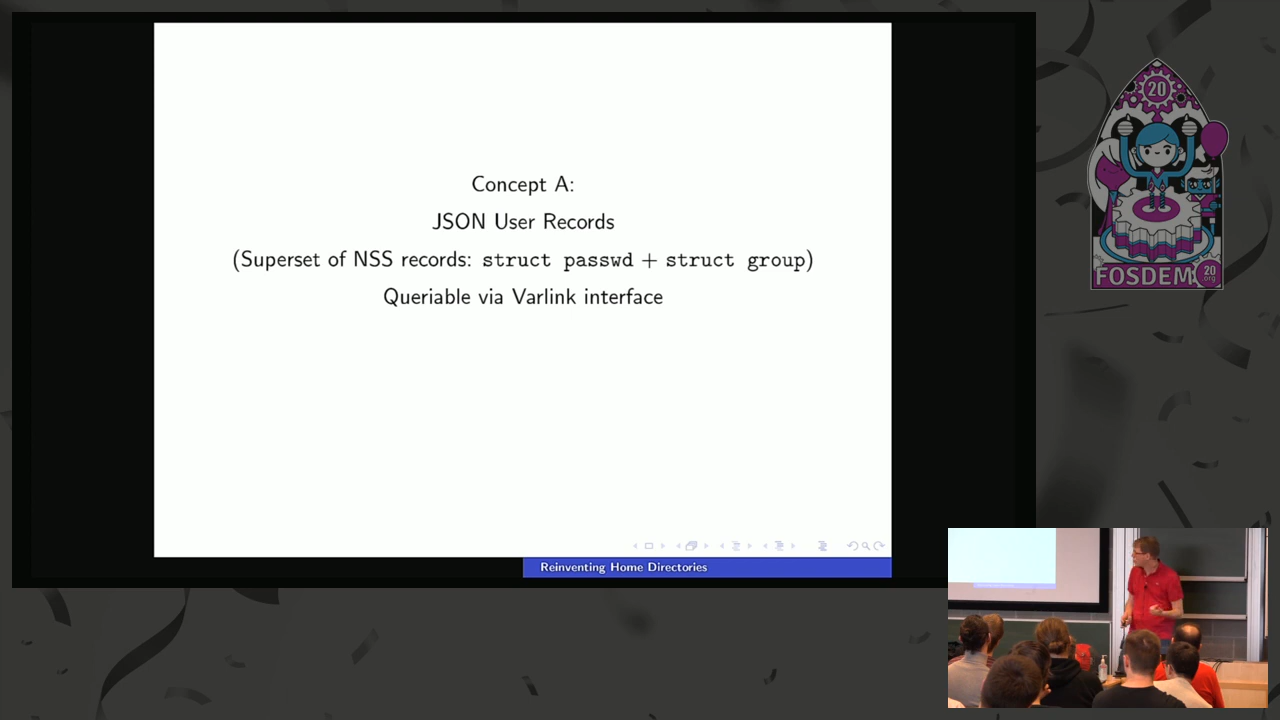 Concept A:
JSON User Records
(Superset of NSS records: struct passwd + struct group)
Queriable via Varlink interface
Reinventing Home Directories
20
FOSDEM
20
.org